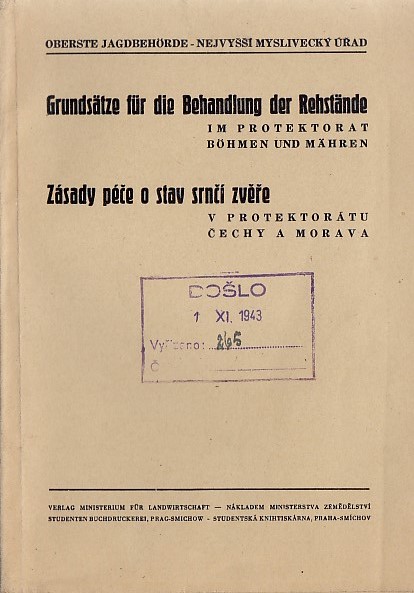 OBERSTE JAGDBEHÖRDE - NEJVYŠŠÍ MYSLIVECKÝ ÚŘAD
Grundsätze für die Behandlung der Rehstände
IM PROTEKTORAT
BÖHMEN UND MÄHREN
Zásady péče o stav srnčí zvěře
V PROTEKTORÁTU
ČECHY A MORAVA
DOŠLO
1 XI. 1943
Vyřízeno: 265
Č
VERLAG MINISTERIUM FÜR LANDWIRTSCHAFT — NÁKLADEM MINISTERSTVA ZEMĚDĚLSTVÍ
STUDENTEN BUCHDRUCKEREI, PRAG-SMICHOW - STUDENTSKÁ KNIHTISKÁRNA, PRAHA-SMÍCHOV